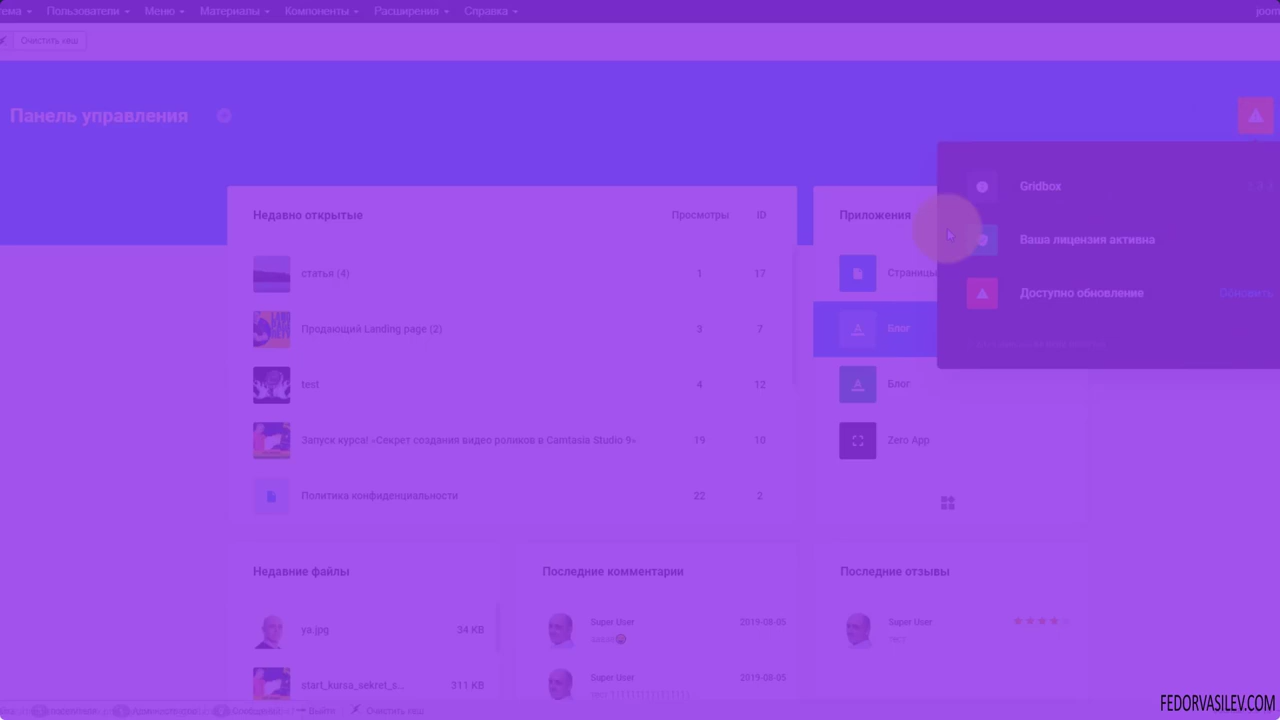 Пользователи Меню Материалы Компоненты Расширения Справка
Очистить кеш
Панель управления
Gridbox
Ваша лицензия активна
Доступно обновление Обновить
Недавно открытые Просмотры ID
статья (4) 1 17
Продающий Landing page (2) 3 7
test 4 12
Запуск курса! «Секрет создания видео роликов в Camtasia Studio 9» 19 10
Политика конфиденциальности 22 2
Приложения
Страницы
Блог
Блог
Zero App
Недавние файлы
ya.jpg 34 KB
start_kursa_sekret_s... 311 KB
Последние комментарии
Super User 2019-08-05
Super User 2019-08-05
Последние отзывы
Super User
тест
Выйти Очистить кеш
FEDORVASILEV.COM